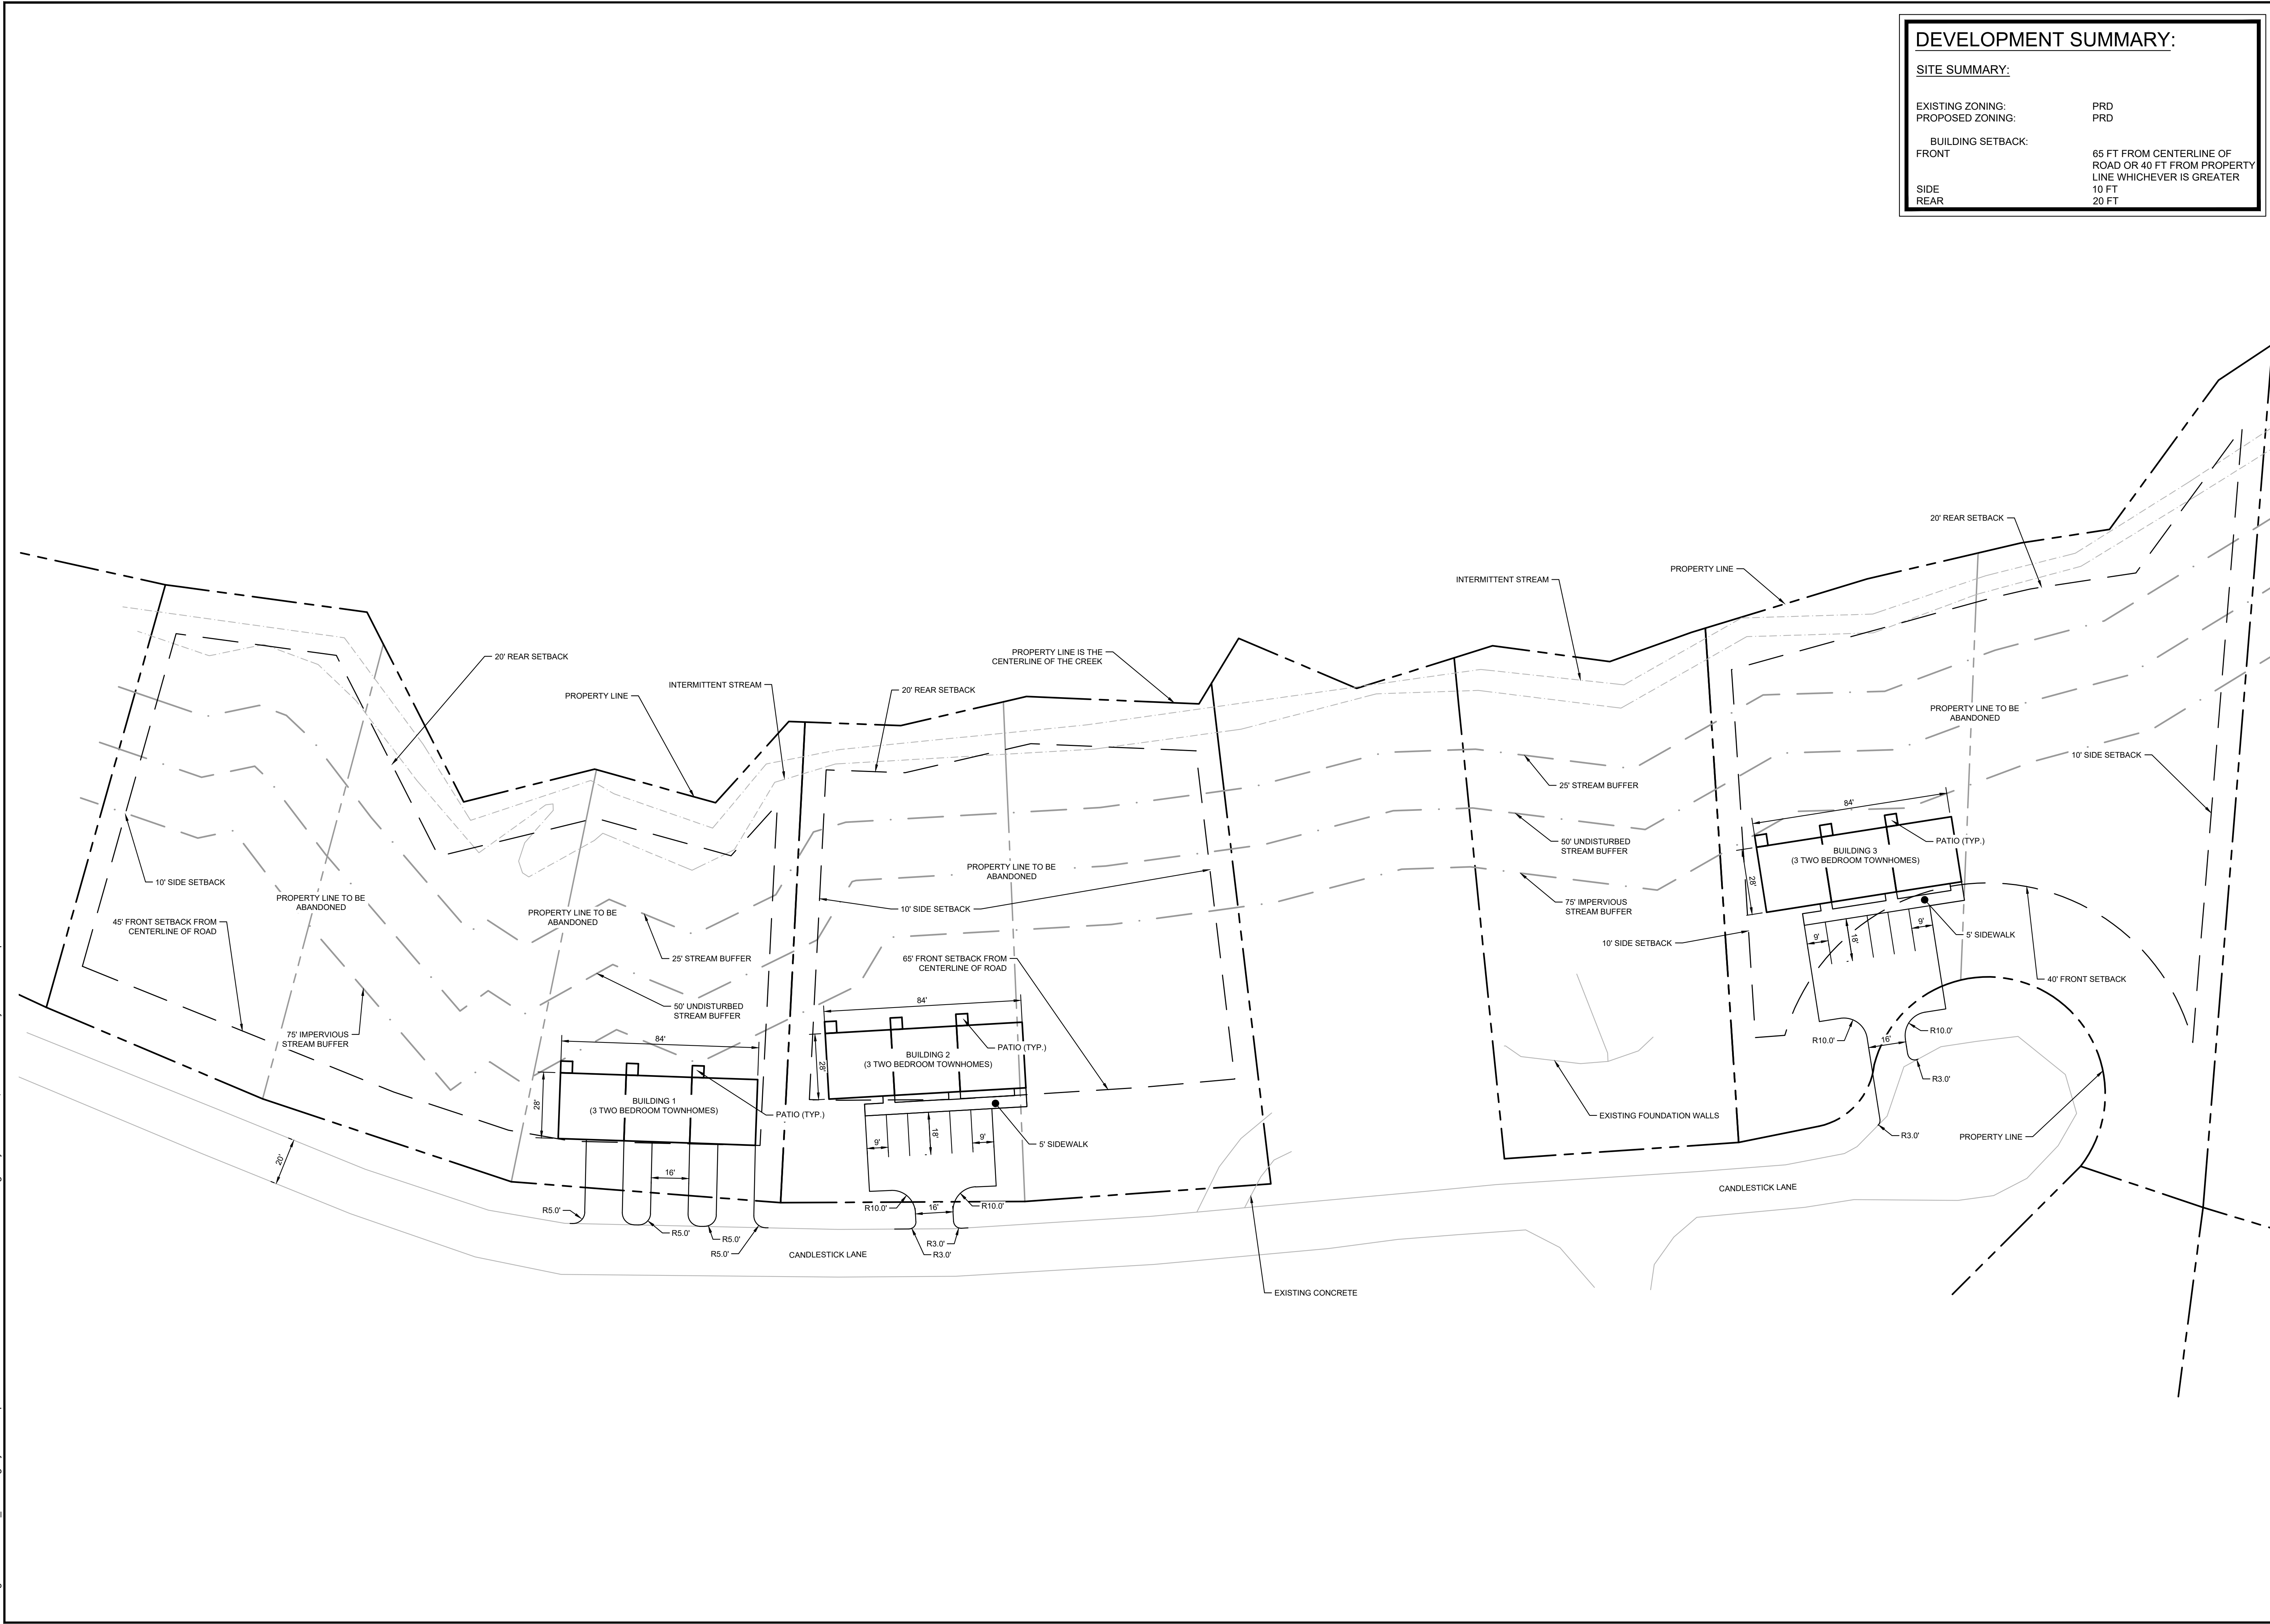 DEVELOPMENT SUMMARY:
SITE SUMMARY:
EXISTING ZONING: PRD
PROPOSED ZONING: PRD
BUILDING SETBACK:
FRONT 65 FT FROM CENTERLINE OF
ROAD OR 40 FT FROM PROPERTY
LINE WHICHEVER IS GREATER
SIDE 10 FT
REAR 20 FT
20' REAR SETBACK
PROPERTY LINE
INTERMITTENT STREAM
20' REAR SETBACK
PROPERTY LINE
INTERMITTENT STREAM
20' REAR SETBACK
PROPERTY LINE IS THE
CENTERLINE OF THE CREEK
PROPERTY LINE TO BE
ABANDONED
10' SIDE SETBACK
25' STREAM BUFFER
50' UNDISTURBED
STREAM BUFFER
75' IMPERVIOUS
STREAM BUFFER
10' SIDE SETBACK
84'
28'
PATIO (TYP.)
BUILDING 3
(3 TWO BEDROOM TOWNHOMES)
5' SIDEWALK
9'
18'
9'
40' FRONT SETBACK
R10.0'
R10.0'
16'
R3.0'
R3.0'
PROPERTY LINE
EXISTING FOUNDATION WALLS
CANDLESTICK LANE
10' SIDE SETBACK
PROPERTY LINE TO BE
ABANDONED
45' FRONT SETBACK FROM
CENTERLINE OF ROAD
75' IMPERVIOUS
STREAM BUFFER
PROPERTY LINE TO BE
ABANDONED
25' STREAM BUFFER
50' UNDISTURBED
STREAM BUFFER
84'
28'
BUILDING 1
(3 TWO BEDROOM TOWNHOMES)
PATIO (TYP.)
20'
16'
R5.0'
R5.0'
R5.0'
R5.0'
PROPERTY LINE TO BE
ABANDONED
10' SIDE SETBACK
65' FRONT SETBACK FROM
CENTERLINE OF ROAD
84'
28'
BUILDING 2
(3 TWO BEDROOM TOWNHOMES)
PATIO (TYP.)
9'
18'
9'
5' SIDEWALK
R10.0'
16'
R10.0'
R3.0'
R3.0'
CANDLESTICK LANE
EXISTING CONCRETE